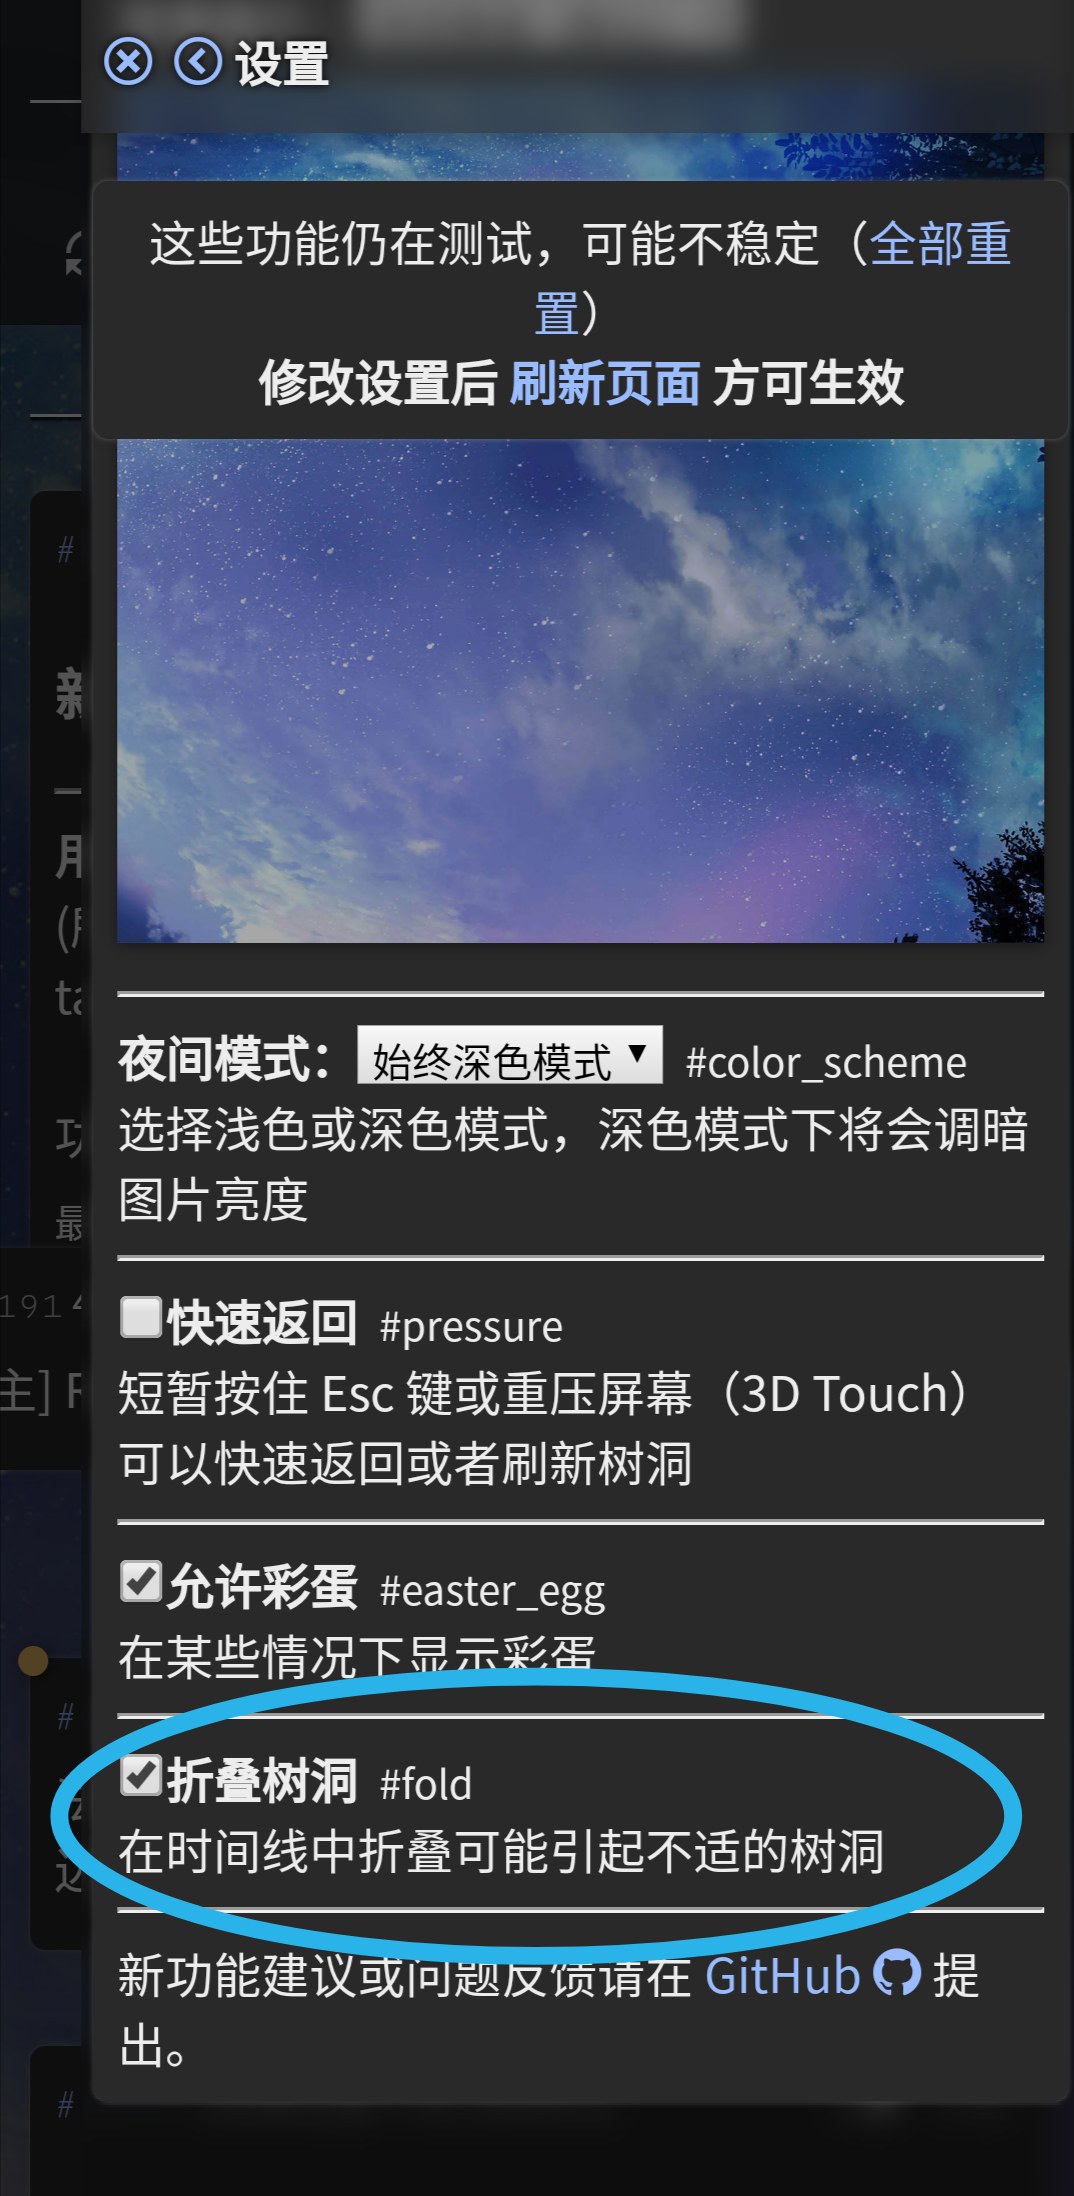 设置
这些功能仍在测试，可能不稳定（全部重
置）
修改设置后 刷新页面 方可生效
#
夜间模式： 始终深色模式 #color_scheme
选择浅色或深色模式，深色模式下将会调暗
图片亮度
191
快速返回 #pressure
主]
短暂按住 Esc 键或重压屏幕（3D Touch）
可以快速返回或者刷新树洞
允许彩蛋 #easter_egg
在某些情况下显示彩蛋
#
折叠树洞 #fold
在时间线中折叠可能引起不适的树洞
新功能建议或问题反馈请在 GitHub 提
出。
#